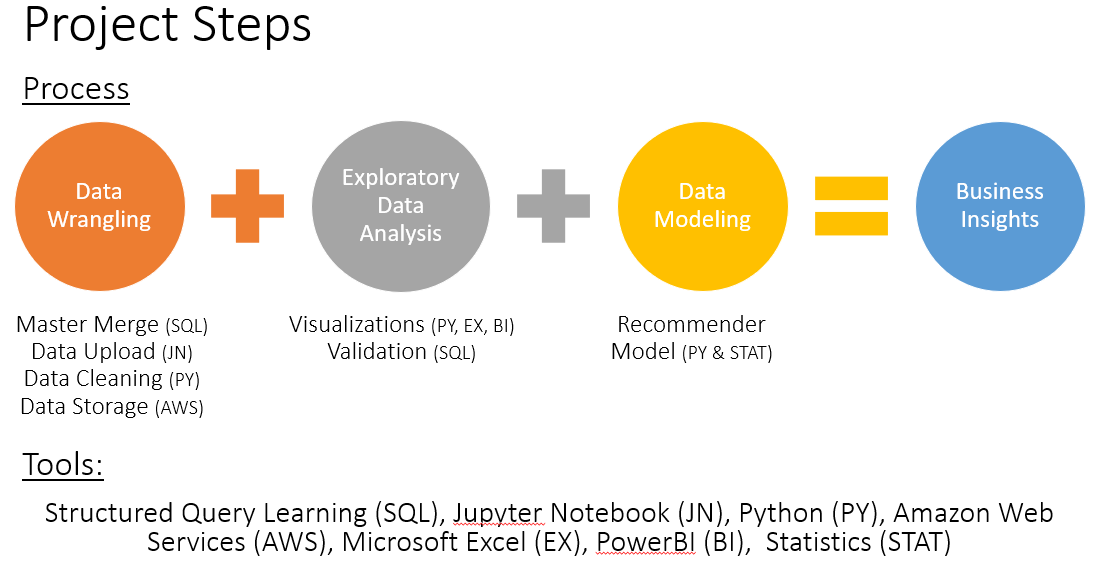 Project Steps
Process
Data
Wrangling
Exploratory
Data
Analysis
Data
Modeling
Business
Insights
Master Merge (SQL)
Data Upload (JN)
Data Cleaning (PY)
Data Storage (AWS)
Visualizations (PY, EX, BI)
Validation (SQL)
Recommender
Model (PY & STAT)
Tools:
Structured Query Learning (SQL), Jupyter Notebook (JN), Python (PY), Amazon Web
Services (AWS), Microsoft Excel (EX), PowerBI (BI),  Statistics (STAT)